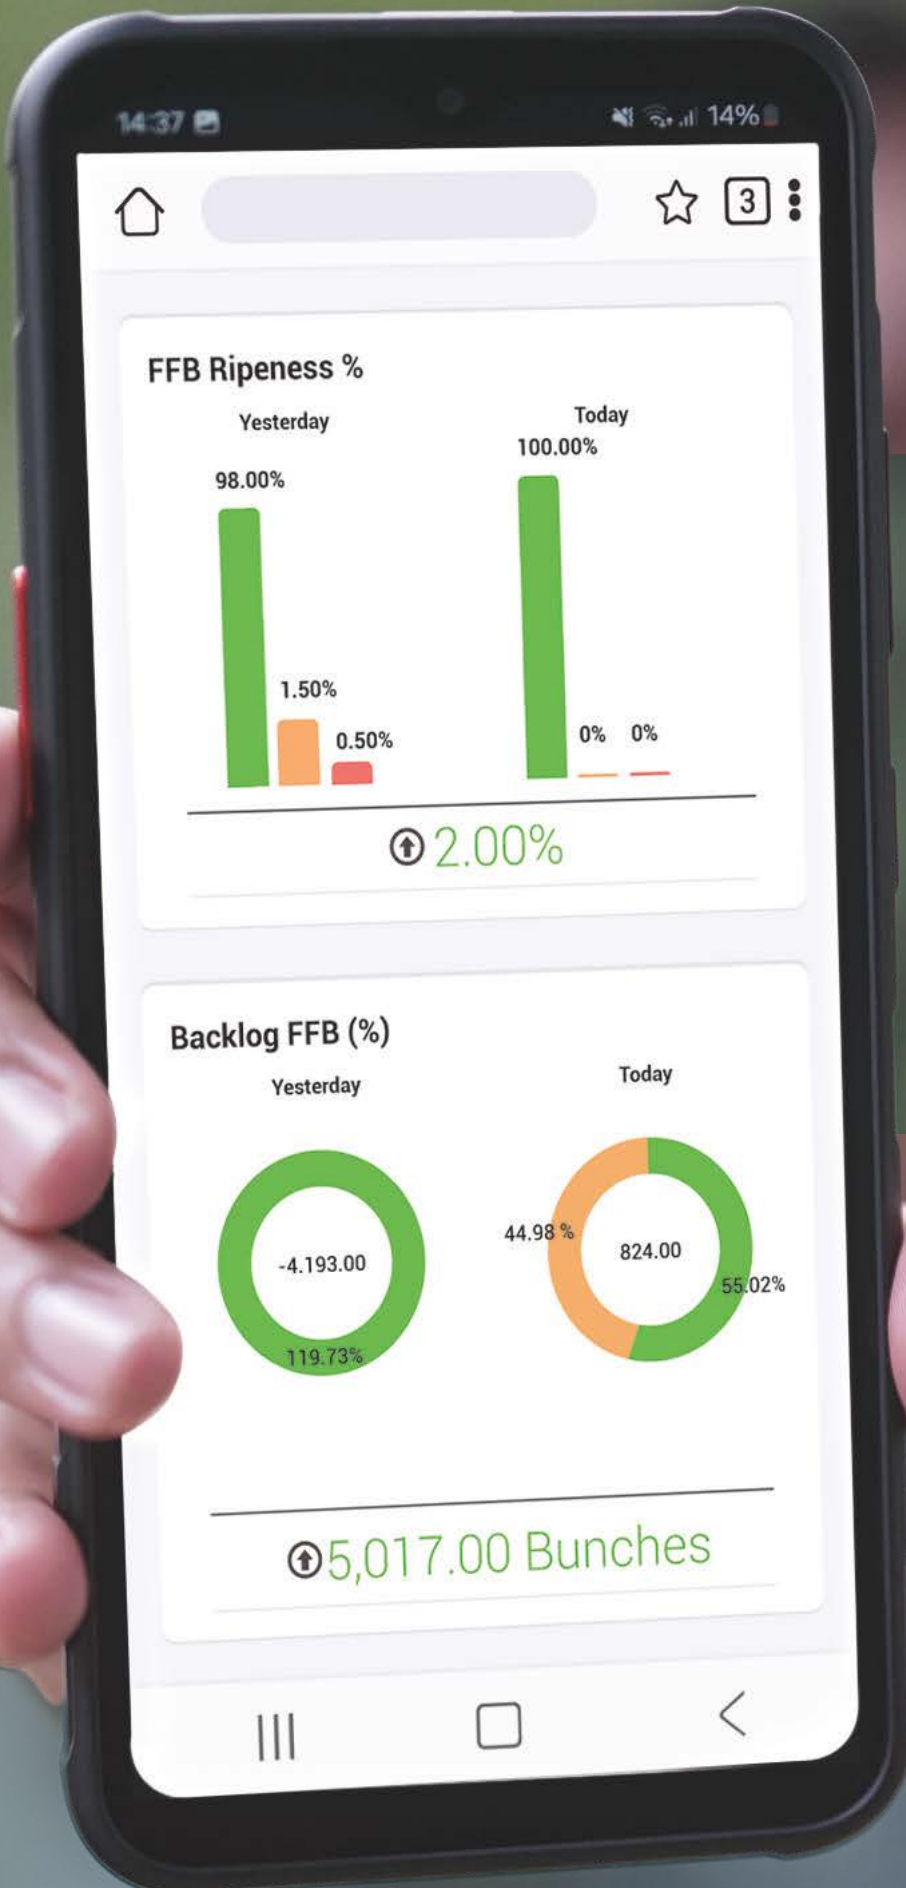 14:37 14%
3
FFB Ripeness %
Yesterday Today
98.00% 100.00%
1.50% 0.50% 0% 0%
2.00%
Backlog FFB (%)
Yesterday Today
-4.193.00 119.73%
44.98 % 824.00 55.02%
5,017.00 Bunches